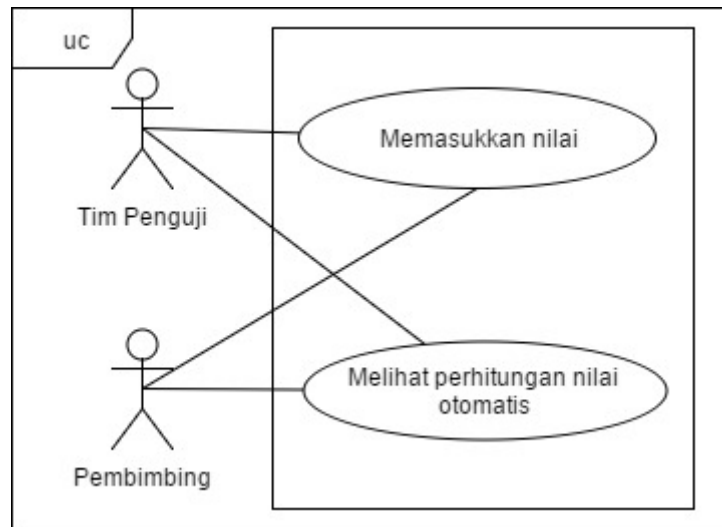 uc
Memasukkan nilai
Tim Penguji
Melihat perhitungan nilai
otomatis
Pembimbing